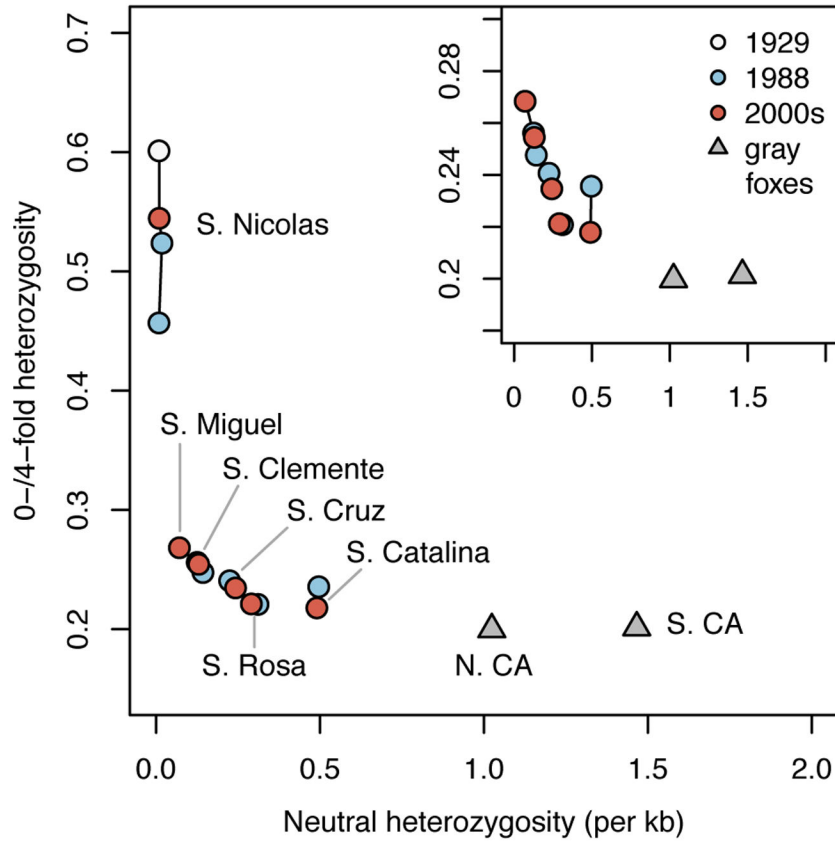 0.7
0.6
0.5
0.4
0.3
0.2
0−/4−fold heterozygosity
S. Nicolas
S. Miguel
S. Clemente
S. Cruz
S. Catalina
S. Rosa
N. CA
S. CA
0.28
0.24
0.2
1929
1988
2000s
gray
foxes
0 0.5 1 1.5
0.0 0.5 1.0 1.5 2.0
Neutral heterozygosity (per kb)